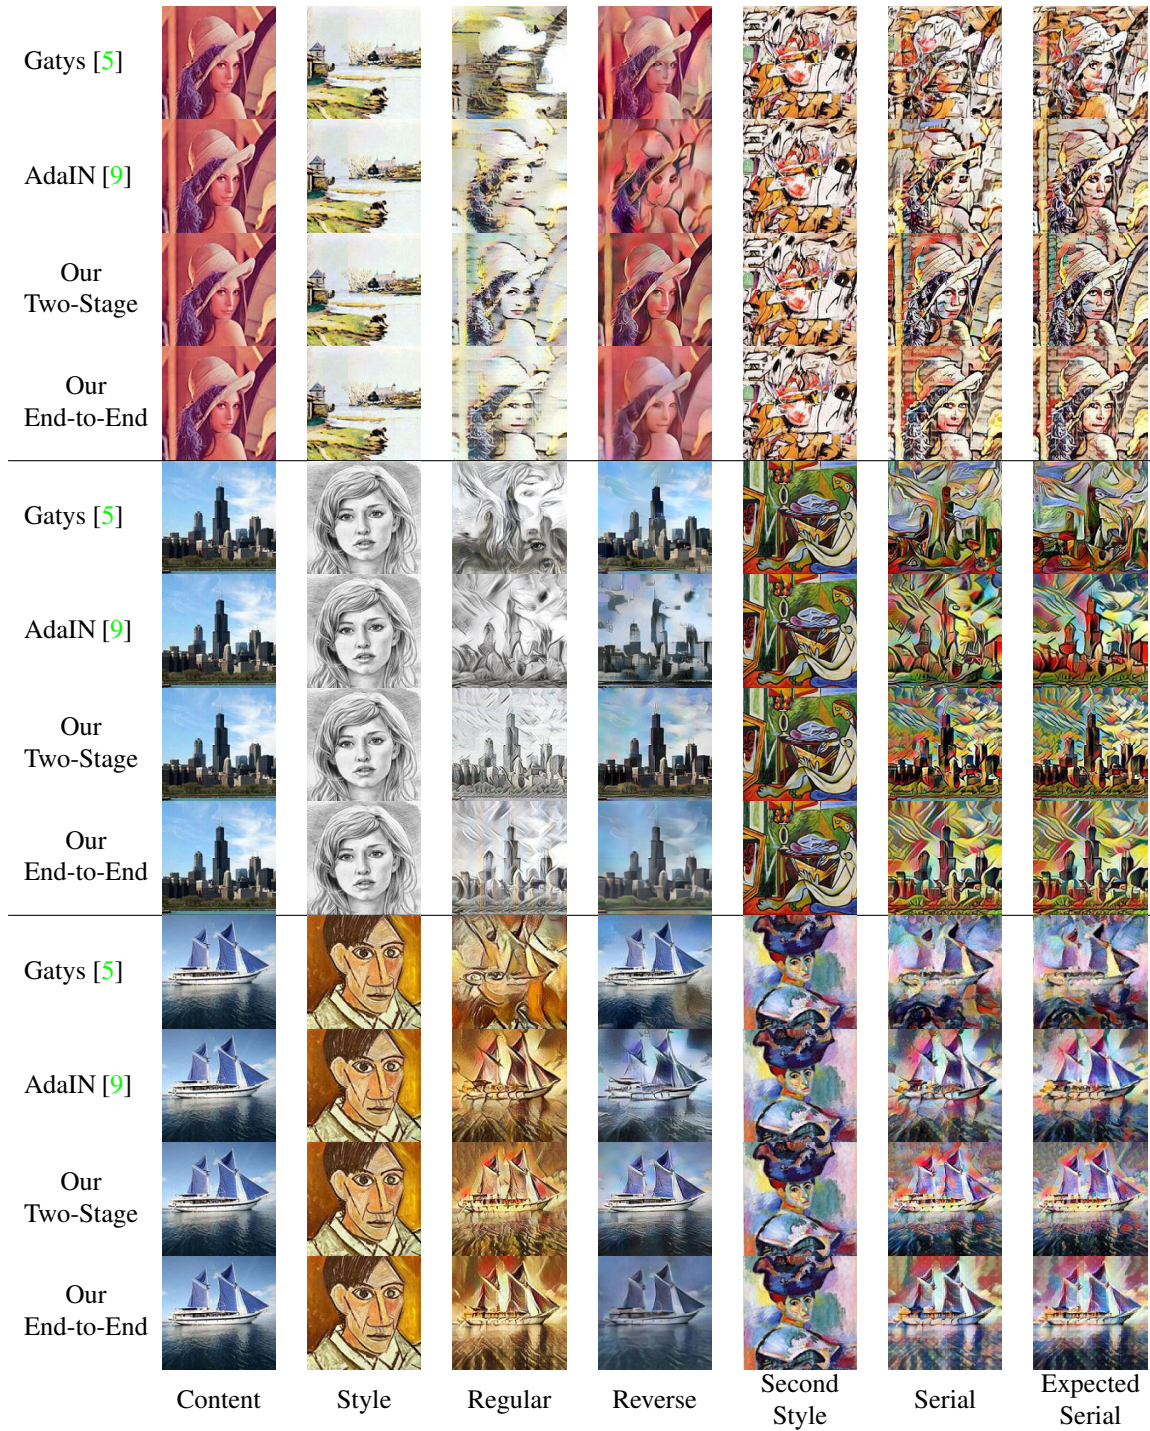 Gatys [5]
AdaIN [9]
Our
Two-Stage
Our
End-to-End
Gatys [5]
AdaIN [9]
Our
Two-Stage
Our
End-to-End
Gatys [5]
AdaIN [9]
Our
Two-Stage
Our
End-to-End
Content
Style
Regular
Reverse
Second
Style
Serial
Expected
Serial